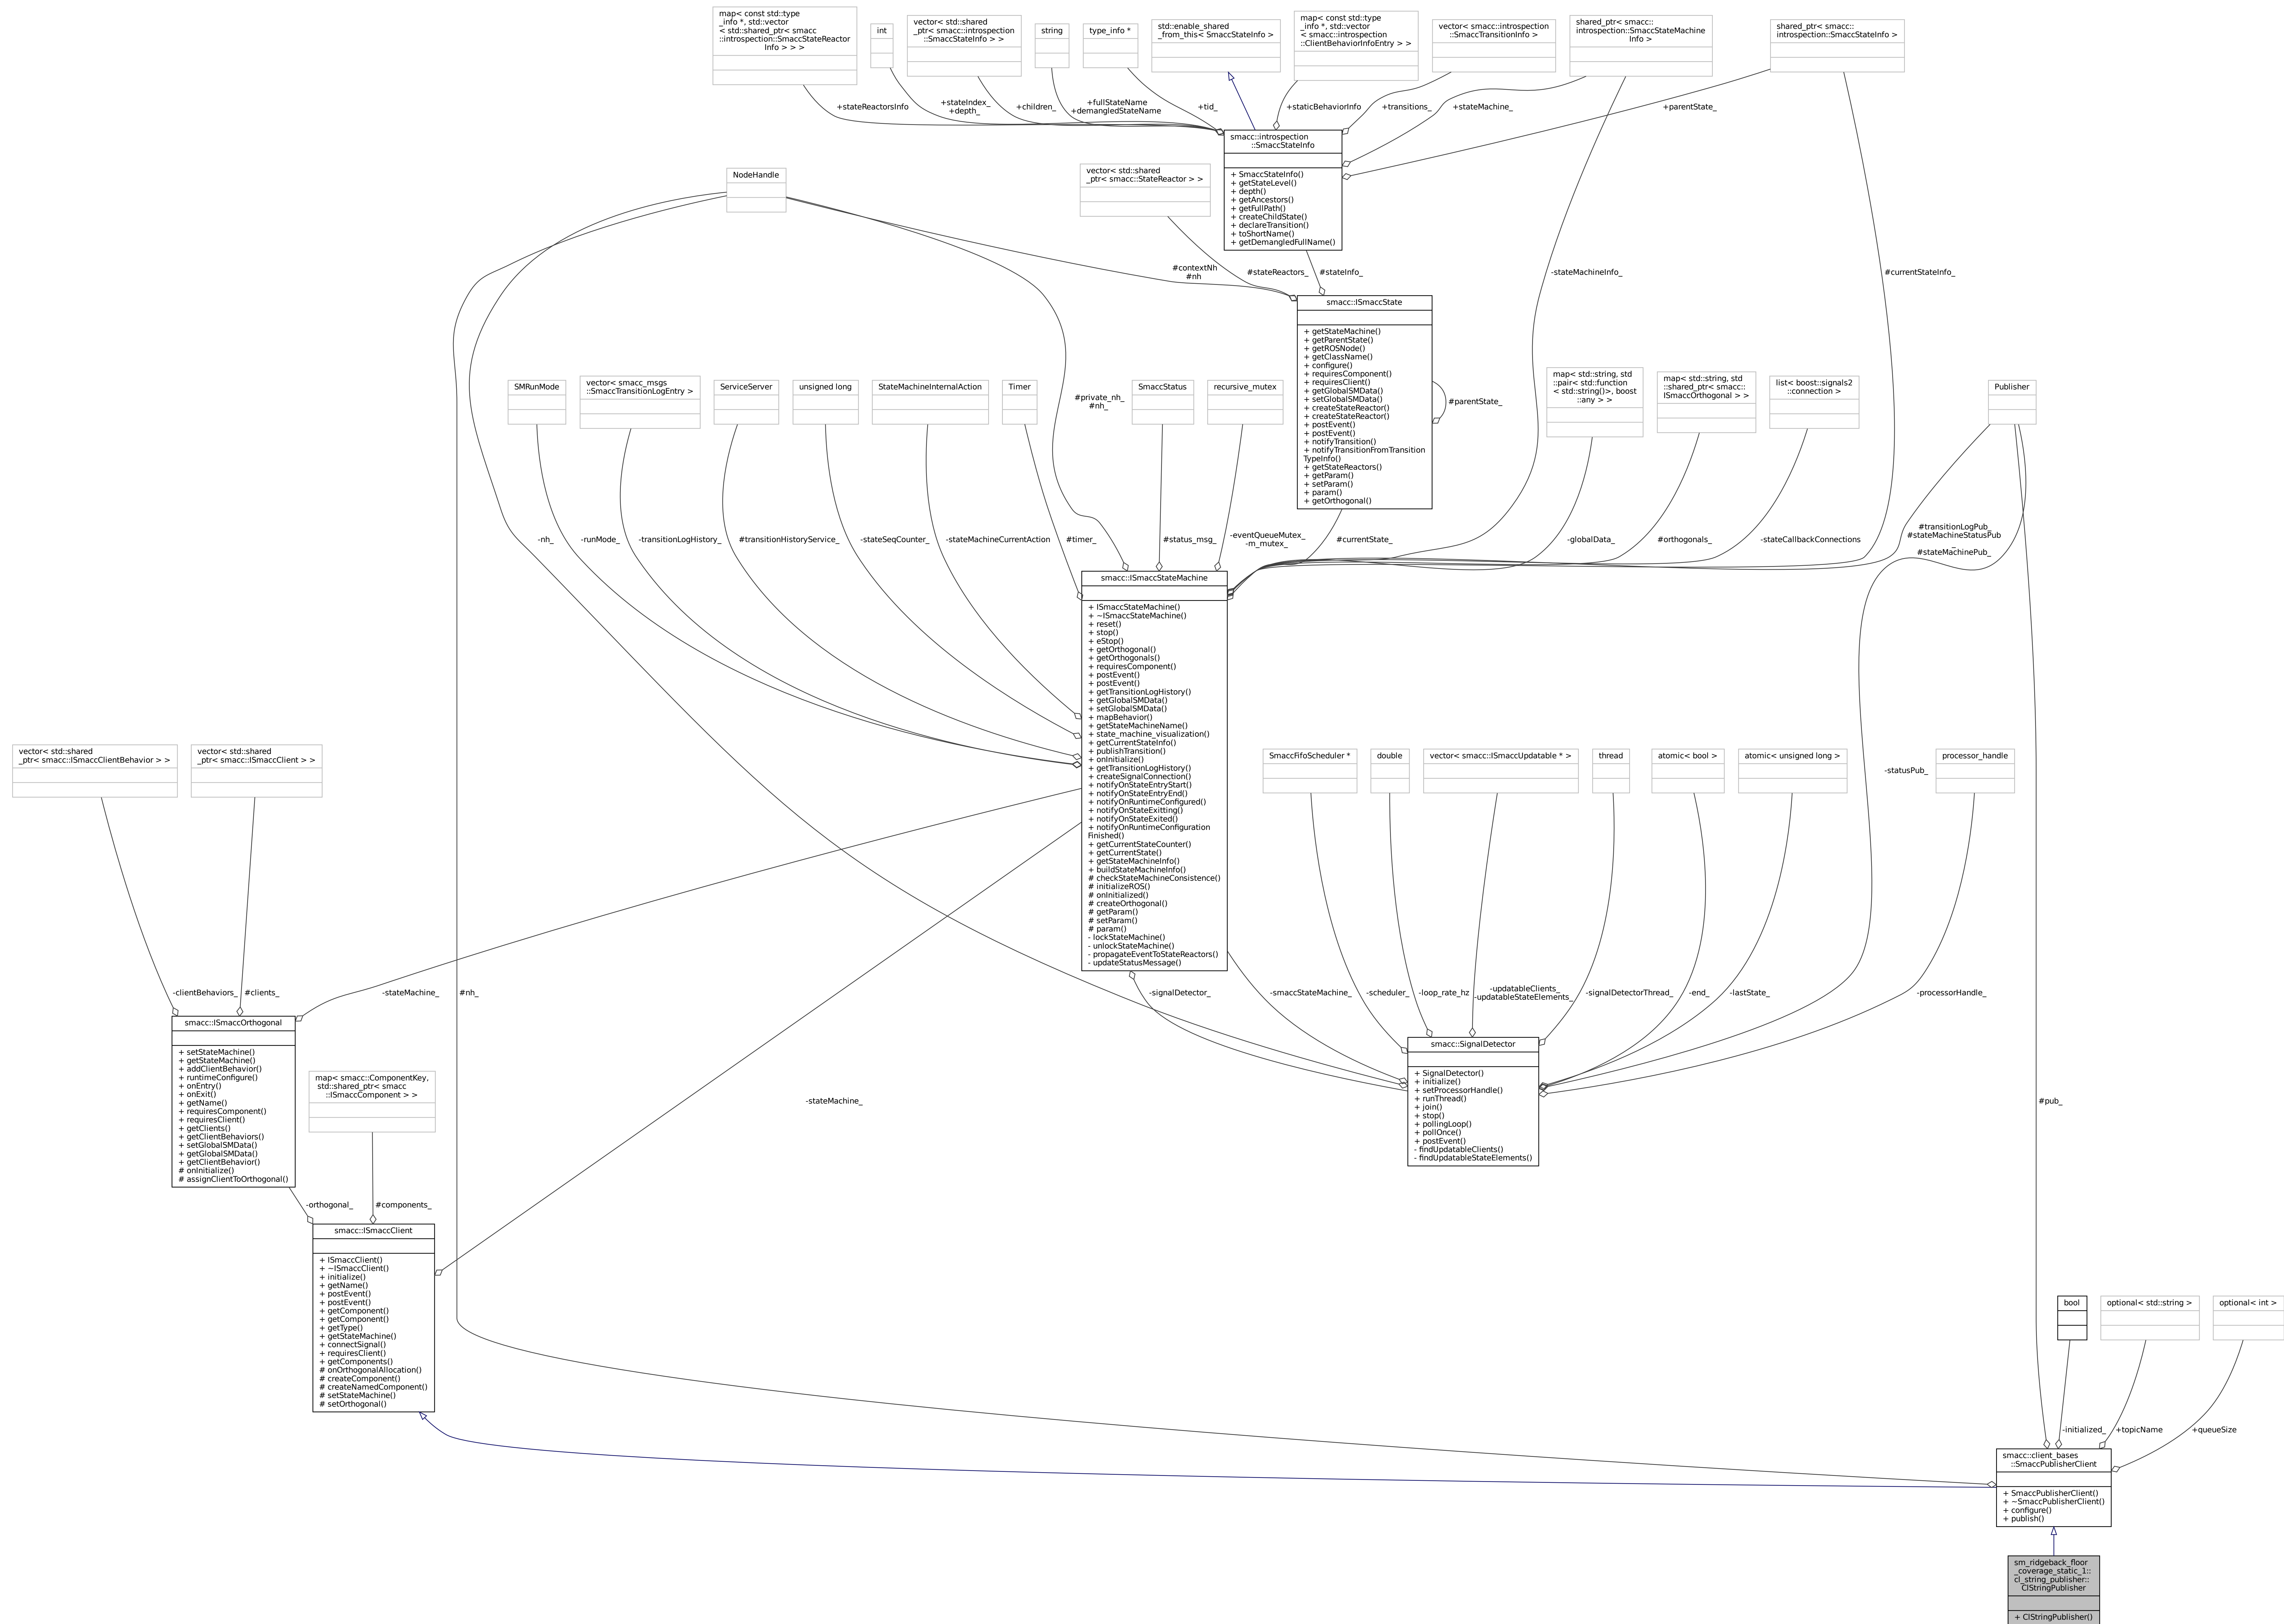 map< const std::type
_info *, std::vector
< std::shared_ptr< smacc
::introspection::SmaccStateReactor
Info > > >
int
vector< std::shared
_ptr< smacc::introspection
::SmaccStateInfo > >
string
type_info *
std::enable_shared
_from_this< SmaccStateInfo >
map< const std::type
_info *, std::vector
< smacc::introspection
::ClientBehaviorInfoEntry > >
vector< smacc::introspection
::SmaccTransitionInfo >
shared_ptr< smacc::
introspection::SmaccStateMachine
Info >
shared_ptr< smacc::
introspection::SmaccStateInfo >
+stateReactorsInfo
+stateIndex_
+depth_
+children_
+fullStateName
+demangledStateName
+tid_
+staticBehaviorInfo
+transitions_
+stateMachine_
+parentState_
smacc::introspection
::SmaccStateInfo
+ SmaccStateInfo()
+ getStateLevel()
+ depth()
+ getAncestors()
+ getFullPath()
+ createChildState()
+ declareTransition()
+ toShortName()
+ getDemangledFullName()
NodeHandle
vector< std::shared
_ptr< smacc::StateReactor > >
#contextNh
#nh
#stateReactors_
#stateInfo_
-stateMachineInfo_
#currentStateInfo_
smacc::ISmaccState
+ getStateMachine()
+ getParentState()
+ getROSNode()
+ getClassName()
+ configure()
+ requiresComponent()
+ requiresClient()
+ getGlobalSMData()
+ setGlobalSMData()
+ createStateReactor()
+ createStateReactor()
+ postEvent()
+ postEvent()
+ notifyTransition()
+ notifyTransitionFromTransition
TypeInfo()
+ getStateReactors()
+ getParam()
+ setParam()
+ param()
+ getOrthogonal()
#parentState_
SMRunMode
vector< smacc_msgs
::SmaccTransitionLogEntry >
ServiceServer
unsigned long
StateMachineInternalAction
Timer
#private_nh_
#nh_
SmaccStatus
recursive_mutex
map< std::string, std
::pair< std::function
< std::string()>, boost
::any > >
map< std::string, std
::shared_ptr< smacc::
ISmaccOrthogonal > >
list< boost::signals2
::connection >
Publisher
-nh_
-runMode_
-transitionLogHistory_
#transitionHistoryService_
-stateSeqCounter_
-stateMachineCurrentAction
#timer_
#status_msg_
-eventQueueMutex_
-m_mutex_
#currentState_
-globalData_
#orthogonals_
-stateCallbackConnections
#transitionLogPub_
#stateMachineStatusPub
_
#stateMachinePub_
smacc::ISmaccStateMachine
+ ISmaccStateMachine()
+ ~ISmaccStateMachine()
+ reset()
+ stop()
+ eStop()
+ getOrthogonal()
+ getOrthogonals()
+ requiresComponent()
+ postEvent()
+ postEvent()
+ getTransitionLogHistory()
+ getGlobalSMData()
+ setGlobalSMData()
+ mapBehavior()
+ getStateMachineName()
+ state_machine_visualization()
+ getCurrentStateInfo()
+ publishTransition()
+ onInitialize()
+ getTransitionLogHistory()
+ createSignalConnection()
+ notifyOnStateEntryStart()
+ notifyOnStateEntryEnd()
+ notifyOnRuntimeConfigured()
+ notifyOnStateExitting()
+ notifyOnStateExited()
+ notifyOnRuntimeConfiguration
Finished()
+ getCurrentStateCounter()
+ getCurrentState()
+ getStateMachineInfo()
+ buildStateMachineInfo()
# checkStateMachineConsistence()
# initializeROS()
# onInitialized()
# createOrthogonal()
# getParam()
# setParam()
# param()
- lockStateMachine()
- unlockStateMachine()
- propagateEventToStateReactors()
- updateStatusMessage()
vector< std::shared
_ptr< smacc::ISmaccClientBehavior > >
vector< std::shared
_ptr< smacc::ISmaccClient > >
SmaccFifoScheduler *
double
vector< smacc::ISmaccUpdatable * >
thread
atomic< bool >
atomic< unsigned long >
-statusPub_
processor_handle
-clientBehaviors_
#clients_
-stateMachine_
#nh_
-signalDetector_
-smaccStateMachine_
-scheduler_
-loop_rate_hz
-updatableClients_
-updatableStateElements_
-signalDetectorThread_
-end_
-lastState_
-processorHandle_
smacc::ISmaccOrthogonal
+ setStateMachine()
+ getStateMachine()
+ addClientBehavior()
+ runtimeConfigure()
+ onEntry()
+ onExit()
+ getName()
+ requiresComponent()
+ requiresClient()
+ getClients()
+ getClientBehaviors()
+ setGlobalSMData()
+ getGlobalSMData()
+ getClientBehavior()
# onInitialize()
# assignClientToOrthogonal()
map< smacc::ComponentKey,
std::shared_ptr< smacc
::ISmaccComponent > >
-stateMachine_
smacc::SignalDetector
+ SignalDetector()
+ initialize()
+ setProcessorHandle()
+ runThread()
+ join()
+ stop()
+ pollingLoop()
+ pollOnce()
+ postEvent()
- findUpdatableClients()
- findUpdatableStateElements()
#pub_
-orthogonal_
#components_
smacc::ISmaccClient
+ ISmaccClient()
+ ~ISmaccClient()
+ initialize()
+ getName()
+ postEvent()
+ postEvent()
+ getComponent()
+ getComponent()
+ getType()
+ getStateMachine()
+ connectSignal()
+ requiresClient()
+ getComponents()
# onOrthogonalAllocation()
# createComponent()
# createNamedComponent()
# setStateMachine()
# setOrthogonal()
bool
optional< std::string >
optional< int >
-initialized_
+topicName
+queueSize
smacc::client_bases
::SmaccPublisherClient
+ SmaccPublisherClient()
+ ~SmaccPublisherClient()
+ configure()
+ publish()
sm_ridgeback_floor
_coverage_static_1::
cl_string_publisher::
ClStringPublisher
+ ClStringPublisher()